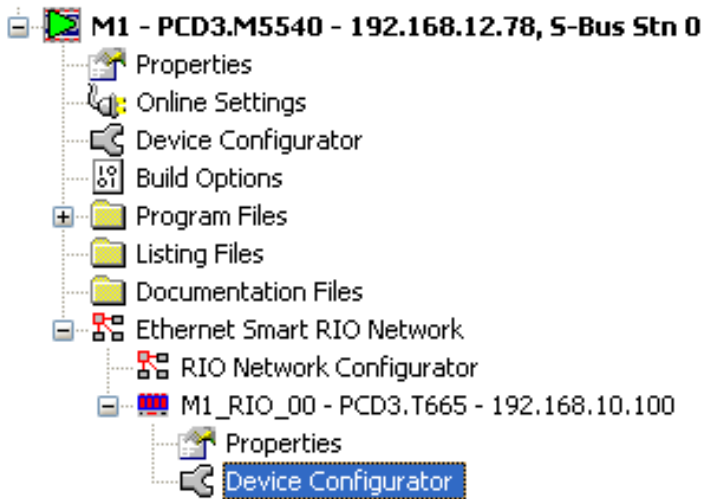 M1 - PCD3.M5540 - 192.168.12.78, S-Bus Stn 0
Properties
Online Settings
Device Configurator
Build Options
Program Files
Listing Files
Documentation Files
Ethernet Smart RIO Network
RIO Network Configurator
M1_RIO_00 - PCD3.T665 - 192.168.10.100
Properties
Device Configurator